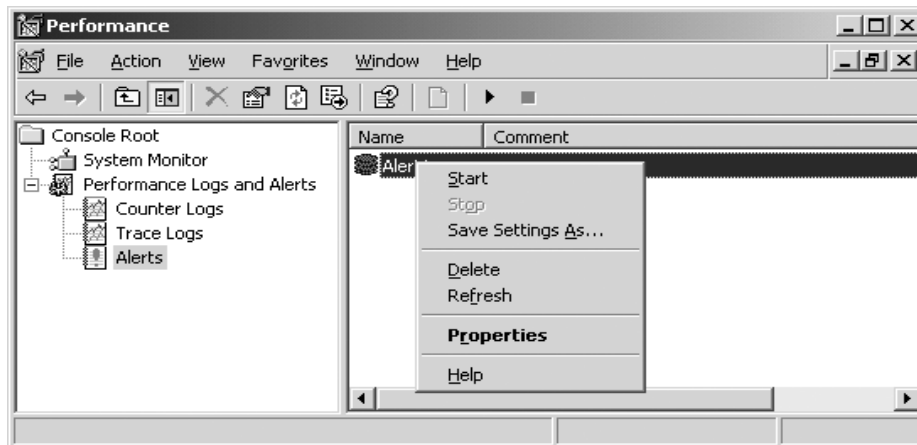 Performance
File Action View Favorites Window Help
Console Root
System Monitor
Performance Logs and Alerts
Counter Logs
Trace Logs
Alerts
Name Comment
Start
Stop
Save Settings As...
Delete
Refresh
Properties
Help